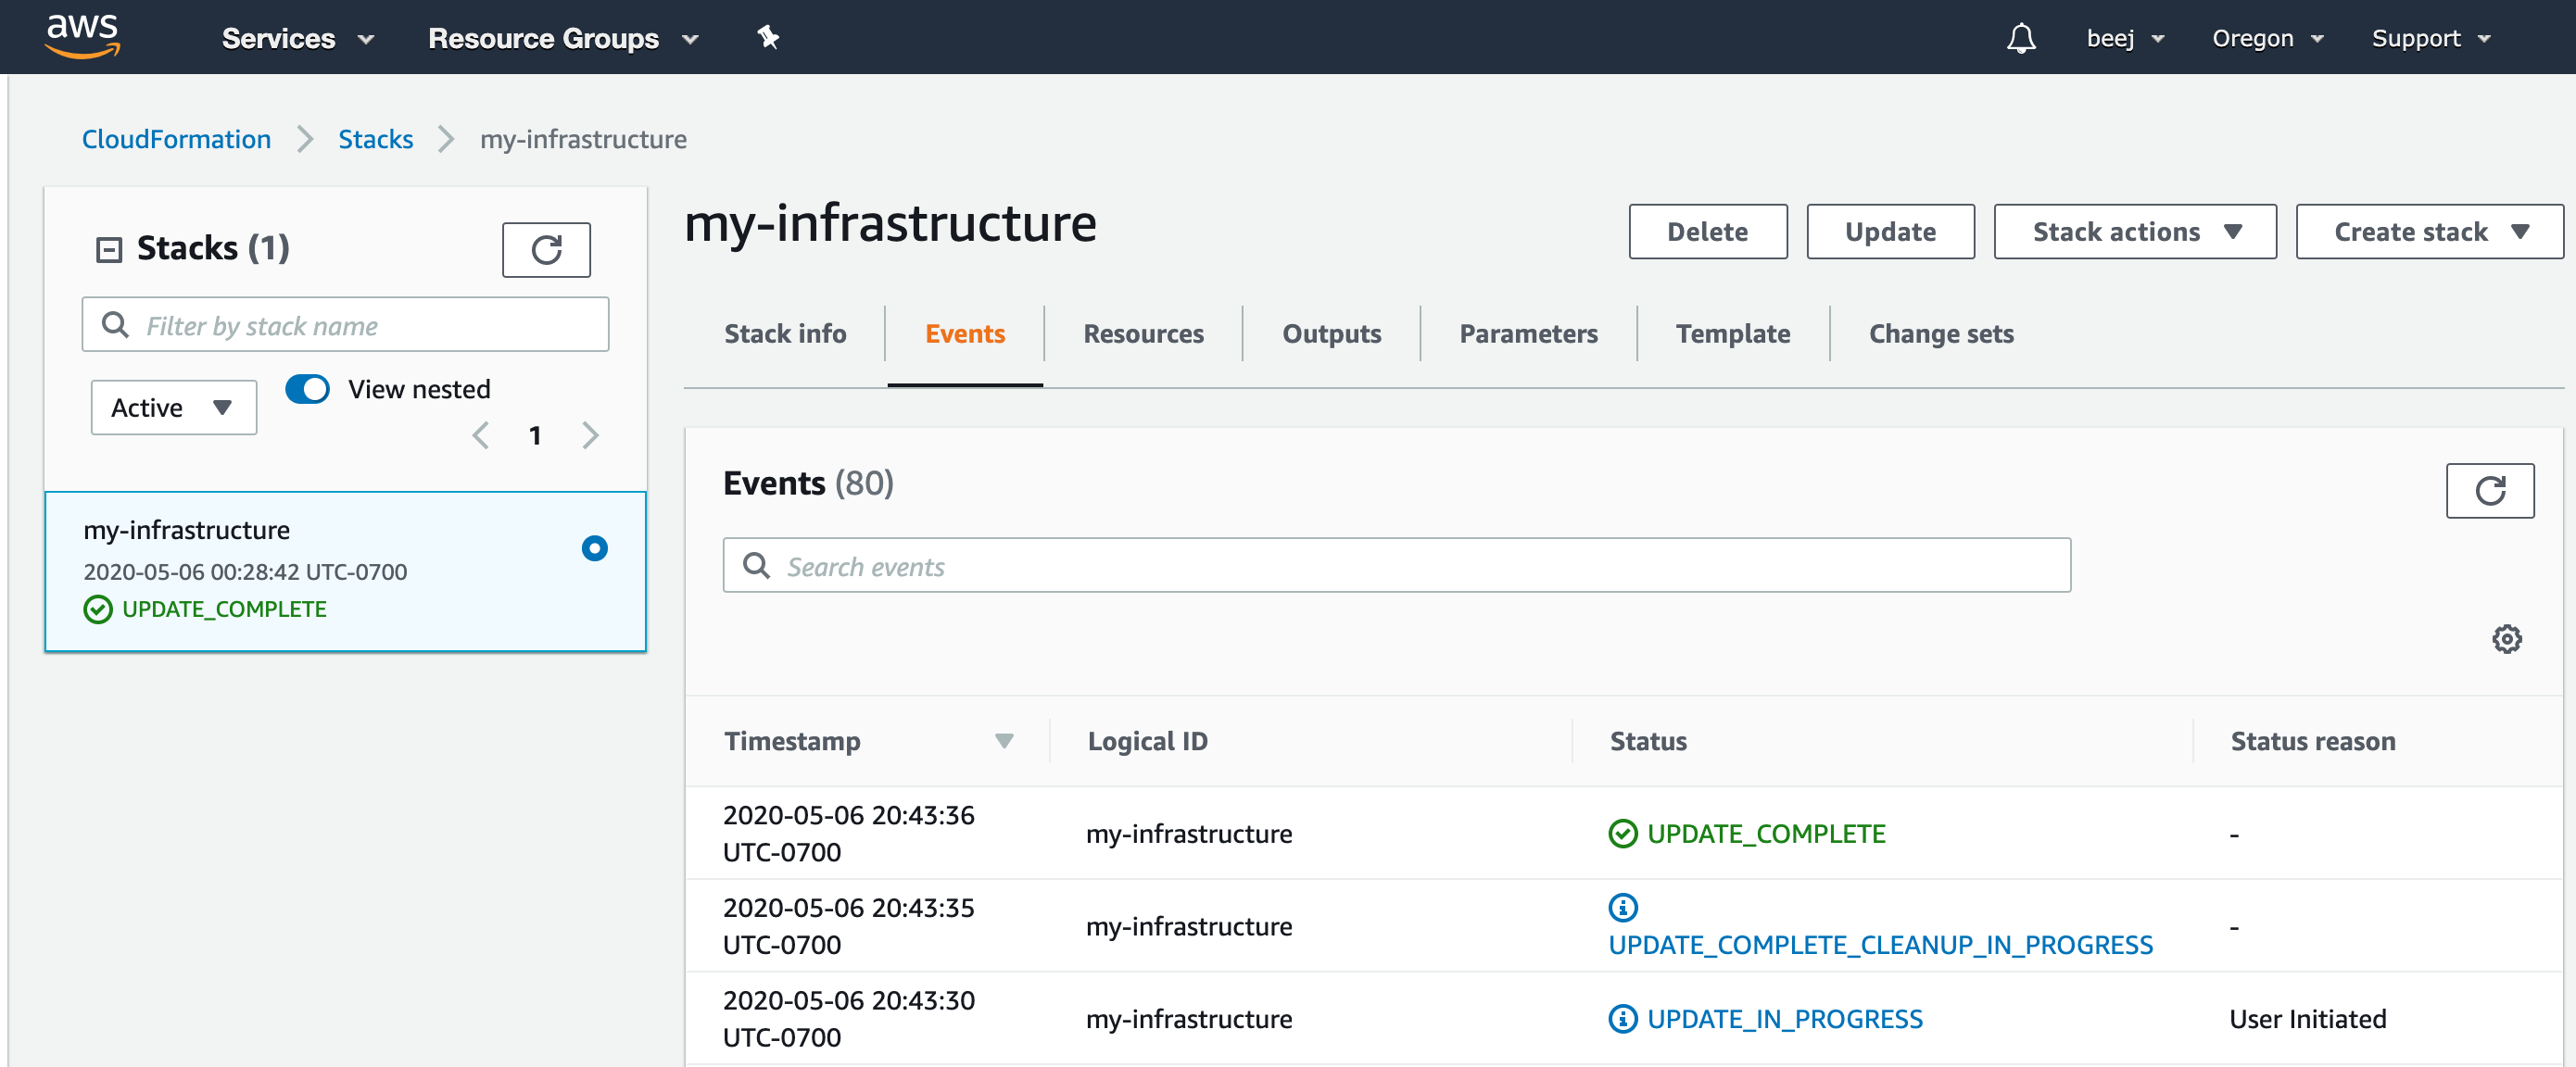 aws Services Resource Groups beej Oregon Support
CloudFormation Stacks my-infrastructure
Stacks (1)
Filter by stack name
Active View nested
1
my-infrastructure
2020-05-06 00:28:42 UTC-0700
UPDATE_COMPLETE
my-infrastructure Delete Update Stack actions Create stack
Stack info Events Resources Outputs Parameters Template Change sets
Events (80)
Search events
Timestamp Logical ID Status Status reason
2020-05-06 20:43:36
UTC-0700 my-infrastructure UPDATE_COMPLETE -
2020-05-06 20:43:35
UTC-0700 my-infrastructure UPDATE_COMPLETE_CLEANUP_IN_PROGRESS -
2020-05-06 20:43:30
UTC-0700 my-infrastructure UPDATE_IN_PROGRESS User Initiated